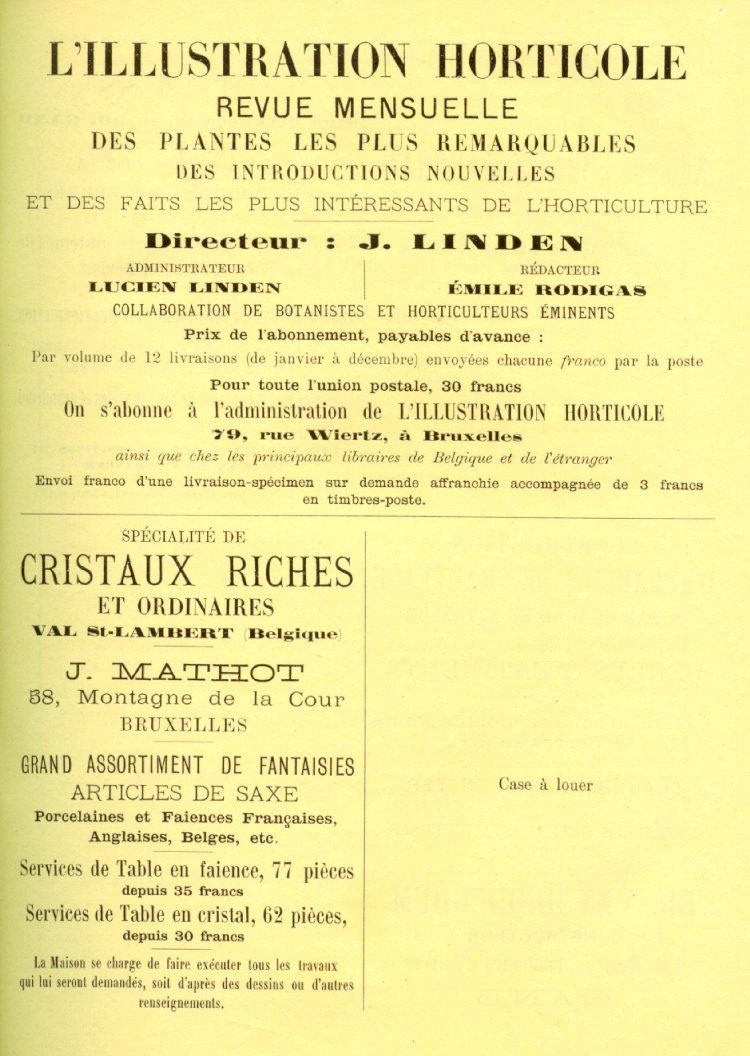 L'ILLUSTRATION HORTICOLE
REVUE MENSUELLE
DES PLANTES LES PLUS REMARQUABLES
DES INTRODUCTIONS NOUVELLES
ET DES FAITS LES PLUS INTÉRESSANTS DE L'HORTICULTURE
Directeur : J. LINDEN
ADMINISTRATEUR
LUCIEN LINDEN
RÉDACTEUR
ÉMILE RODIGAS
COLLABORATION DE BOTANISTES ET HORTICULTEURS ÉMINENTS
Prix de l'abonnement, payables d'avance :
Par volume de 12 livraisons (de janvier à décembre) envoyées chacune franco par la poste
Pour toute l'union postale, 30 francs
On s'abonne à l'administration de L'ILLUSTRATION HORTICOLE
79, rue Wiertz, à Bruxelles
ainsi que chez les principaux libraires de Belgique et de l'étranger
Envoi franco d'une livraison-spécimen sur demande affranchie accompagnée de 3 francs
en timbres-poste.
SPÉCIALITÉ DE
CRISTAUX RICHES
ET ORDINAIRES
VAL St-LAMBERT (Belgique)
J. MATHOT
58, Montagne de la Cour
BRUXELLES
GRAND ASSORTIMENT DE FANTAISIES
ARTICLES DE SAXE
Porcelaines et Faiences Françaises,
Anglaises, Belges, etc.
Services de Table en faience, 77 pièces
depuis 35 francs
Services de Table en cristal, 62 pièces,
depuis 30 francs
La Maison se charge de faire exécuter tous les travaux
qui lui seront demandés, soit d'après des dessins ou d'autres
renseignements.
Case à louer